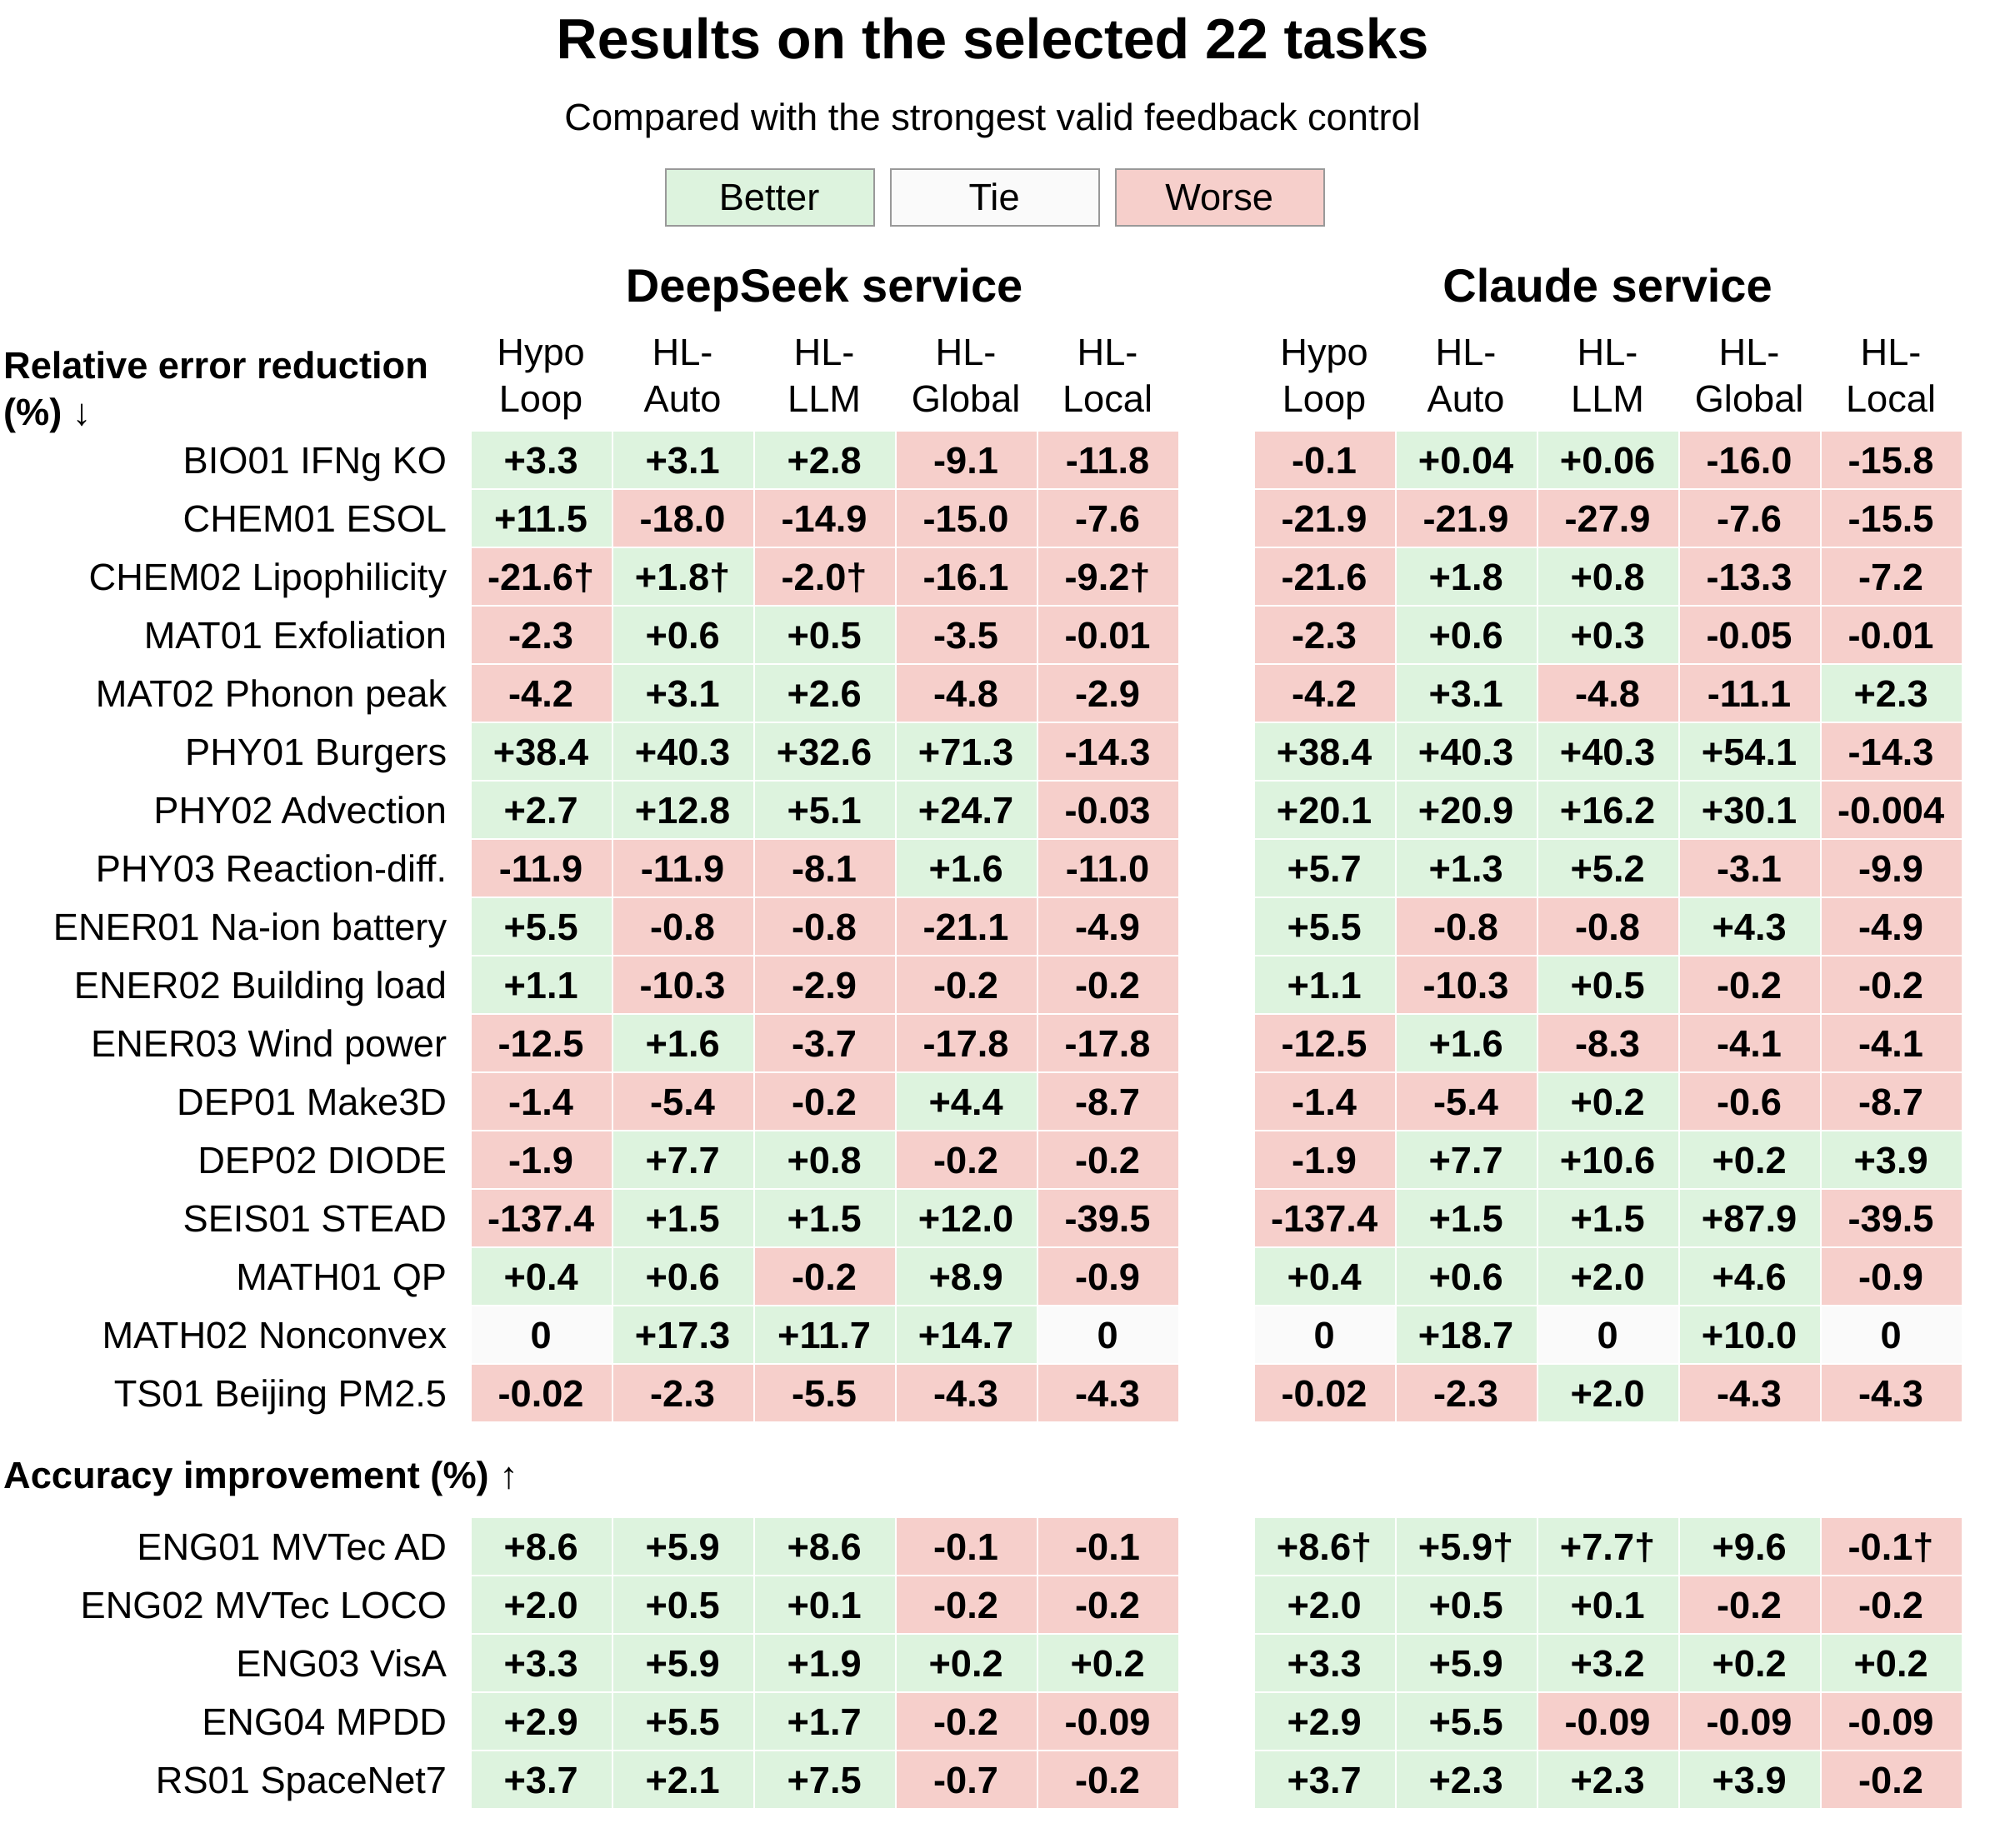 Results on the selected 22 tasks
Compared with the strongest valid feedback control
Better Tie Worse
DeepSeek service Claude service
Relative error reduction (%) ↓
Hypo Loop HL-Auto HL-LLM HL-Global HL-Local Hypo Loop HL-Auto HL-LLM HL-Global HL-Local
BIO01 IFNg KO +3.3 +3.1 +2.8 -9.1 -11.8 -0.1 +0.04 +0.06 -16.0 -15.8
CHEM01 ESOL +11.5 -18.0 -14.9 -15.0 -7.6 -21.9 -21.9 -27.9 -7.6 -15.5
CHEM02 Lipophilicity -21.6† +1.8† -2.0† -16.1 -9.2† -21.6 +1.8 +0.8 -13.3 -7.2
MAT01 Exfoliation -2.3 +0.6 +0.5 -3.5 -0.01 -2.3 +0.6 +0.3 -0.05 -0.01
MAT02 Phonon peak -4.2 +3.1 +2.6 -4.8 -2.9 -4.2 +3.1 -4.8 -11.1 +2.3
PHY01 Burgers +38.4 +40.3 +32.6 +71.3 -14.3 +38.4 +40.3 +40.3 +54.1 -14.3
PHY02 Advection +2.7 +12.8 +5.1 +24.7 -0.03 +20.1 +20.9 +16.2 +30.1 -0.004
PHY03 Reaction-diff. -11.9 -11.9 -8.1 +1.6 -11.0 +5.7 +1.3 +5.2 -3.1 -9.9
ENER01 Na-ion battery +5.5 -0.8 -0.8 -21.1 -4.9 +5.5 -0.8 -0.8 +4.3 -4.9
ENER02 Building load +1.1 -10.3 -2.9 -0.2 -0.2 +1.1 -10.3 +0.5 -0.2 -0.2
ENER03 Wind power -12.5 +1.6 -3.7 -17.8 -17.8 -12.5 +1.6 -8.3 -4.1 -4.1
DEP01 Make3D -1.4 -5.4 -0.2 +4.4 -8.7 -1.4 -5.4 +0.2 -0.6 -8.7
DEP02 DIODE -1.9 +7.7 +0.8 -0.2 -0.2 -1.9 +7.7 +10.6 +0.2 +3.9
SEIS01 STEAD -137.4 +1.5 +1.5 +12.0 -39.5 -137.4 +1.5 +1.5 +87.9 -39.5
MATH01 QP +0.4 +0.6 -0.2 +8.9 -0.9 +0.4 +0.6 +2.0 +4.6 -0.9
MATH02 Nonconvex 0 +17.3 +11.7 +14.7 0 0 +18.7 0 +10.0 0
TS01 Beijing PM2.5 -0.02 -2.3 -5.5 -4.3 -4.3 -0.02 -2.3 +2.0 -4.3 -4.3
Accuracy improvement (%) ↑
ENG01 MVTec AD +8.6 +5.9 +8.6 -0.1 -0.1 +8.6† +5.9† +7.7† +9.6 -0.1†
ENG02 MVTec LOCO +2.0 +0.5 +0.1 -0.2 -0.2 +2.0 +0.5 +0.1 -0.2 -0.2
ENG03 VisA +3.3 +5.9 +1.9 +0.2 +0.2 +3.3 +5.9 +3.2 +0.2 +0.2
ENG04 MPDD +2.9 +5.5 +1.7 -0.2 -0.09 +2.9 +5.5 -0.09 -0.09 -0.09
RS01 SpaceNet7 +3.7 +2.1 +7.5 -0.7 -0.2 +3.7 +2.3 +2.3 +3.9 -0.2